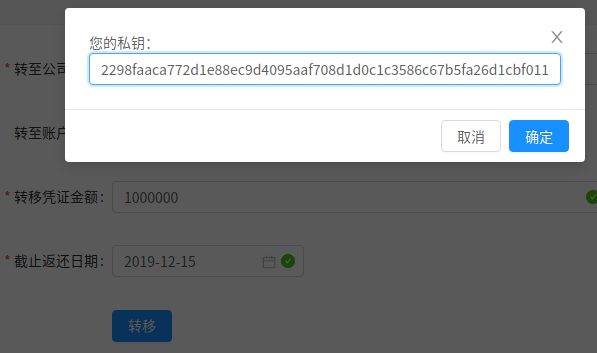 您的私钥：
2298faaca772d1e88ec9d4095aaf708d1d0c1c3586c67b5fa26d1cbf011
取消 确定
* 转至公司
转至账户
* 转移凭证金额： 1000000
* 截止返还日期： 2019-12-15
转移